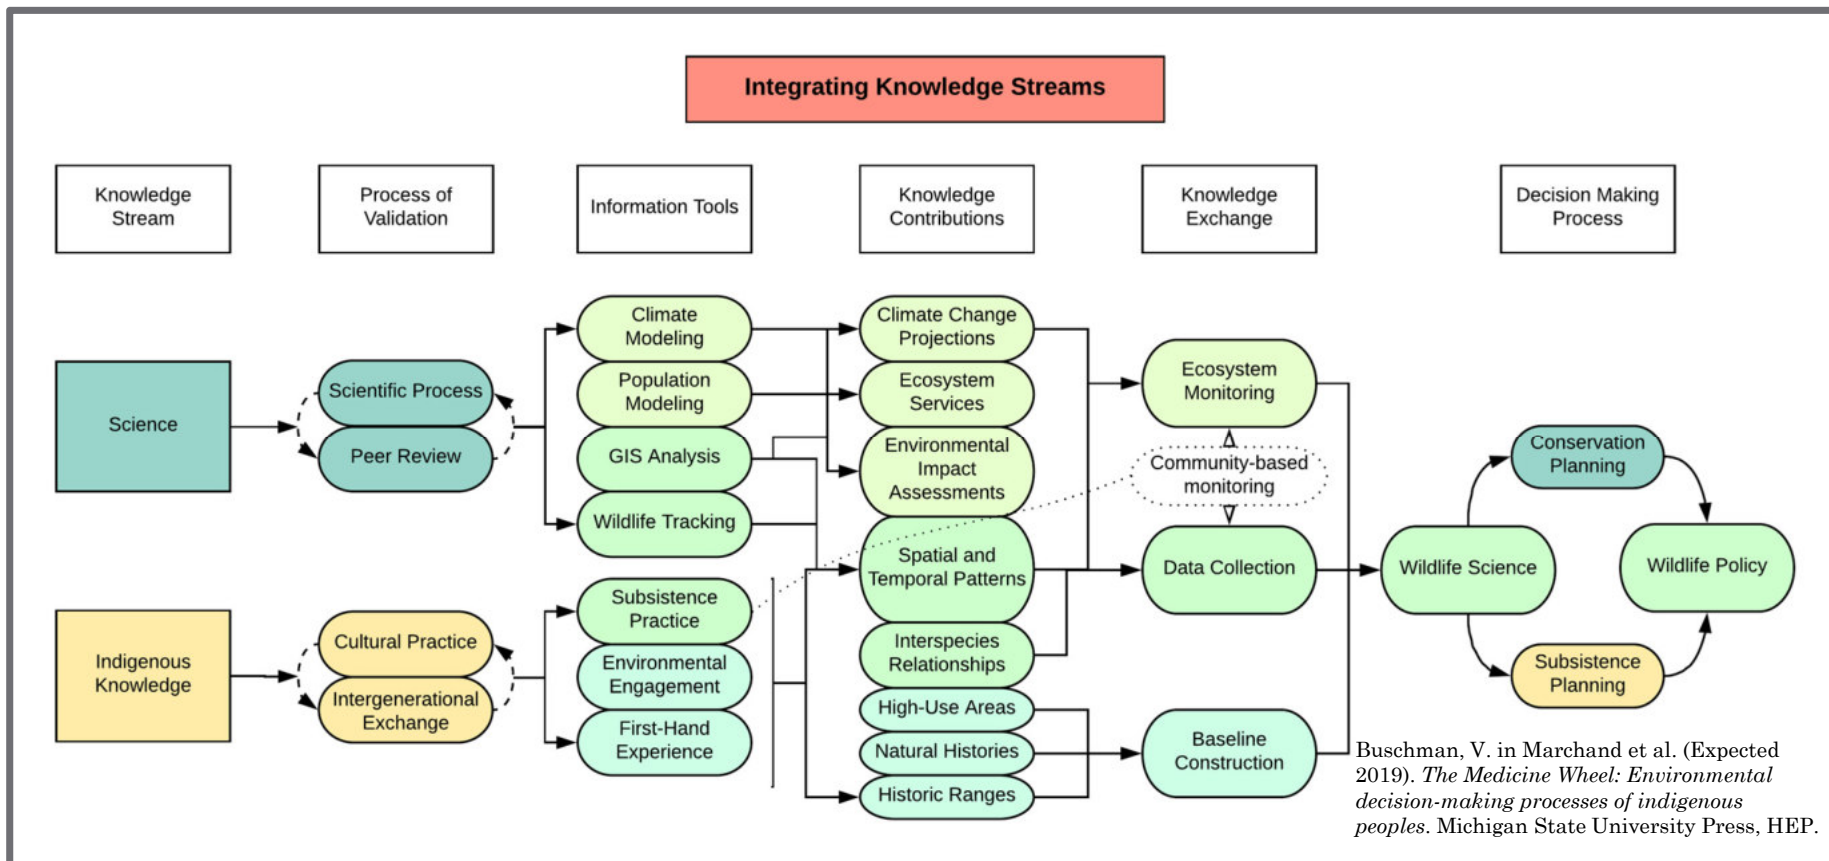 Integrating Knowledge Streams
Knowledge
Stream
Process of
Validation
Information Tools
Knowledge
Contributions
Knowledge
Exchange
Decision Making
Process
Science
Scientific Process
Peer Review
Climate
Modeling
Population
Modeling
GIS Analysis
Wildlife Tracking
Climate Change
Projections
Ecosystem
Services
Environmental
Impact
Assessments
Spatial and
Temporal Patterns
Interspecies
Relationships
High-Use Areas
Natural Histories
Historic Ranges
Ecosystem
Monitoring
Community-based
monitoring
Data Collection
Baseline
Construction
Indigenous
Knowledge
Cultural Practice
Intergenerational
Exchange
Subsistence
Practice
Environmental
Engagement
First-Hand
Experience
Wildlife Science
Conservation
Planning
Subsistence
Planning
Wildlife Policy
Buschman, V. in Marchand et al. (Expected
2019). The Medicine Wheel: Environmental
decision-making processes of indigenous
peoples. Michigan State University Press, HEP.